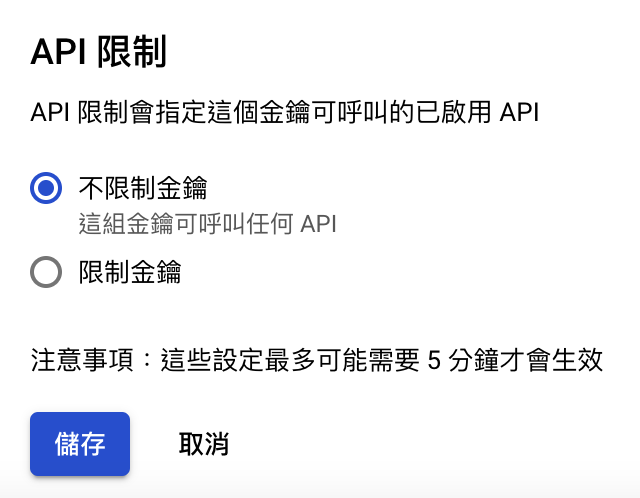 API 限制
API 限制會指定這個金鑰可呼叫的已啟用 API
不限制金鑰
這組金鑰可呼叫任何 API
限制金鑰
注意事項：這些設定最多可能需要 5 分鐘才會生效
儲存 取消